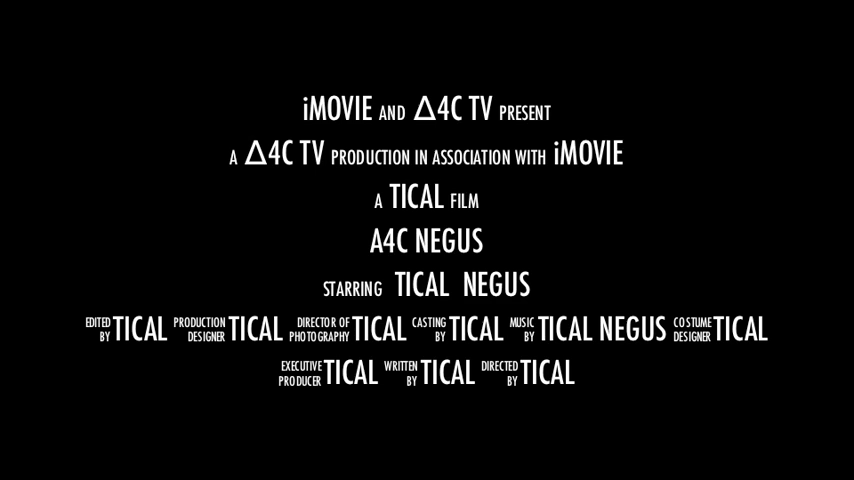 iMOVIE AND Δ4C TV PRESENT
A Δ4C TV PRODUCTION IN ASSOCIATION WITH iMOVIE
A TICAL FILM
A4C NEGUS
STARRING TICAL NEGUS
EDITED BY TICAL PRODUCTION DESIGNER TICAL DIRECTOR OF PHOTOGRAPHY TICAL CASTING BY TICAL MUSIC BY TICAL NEGUS COSTUME DESIGNER TICAL
EXECUTIVE PRODUCER TICAL WRITTEN BY TICAL DIRECTED BY TICAL